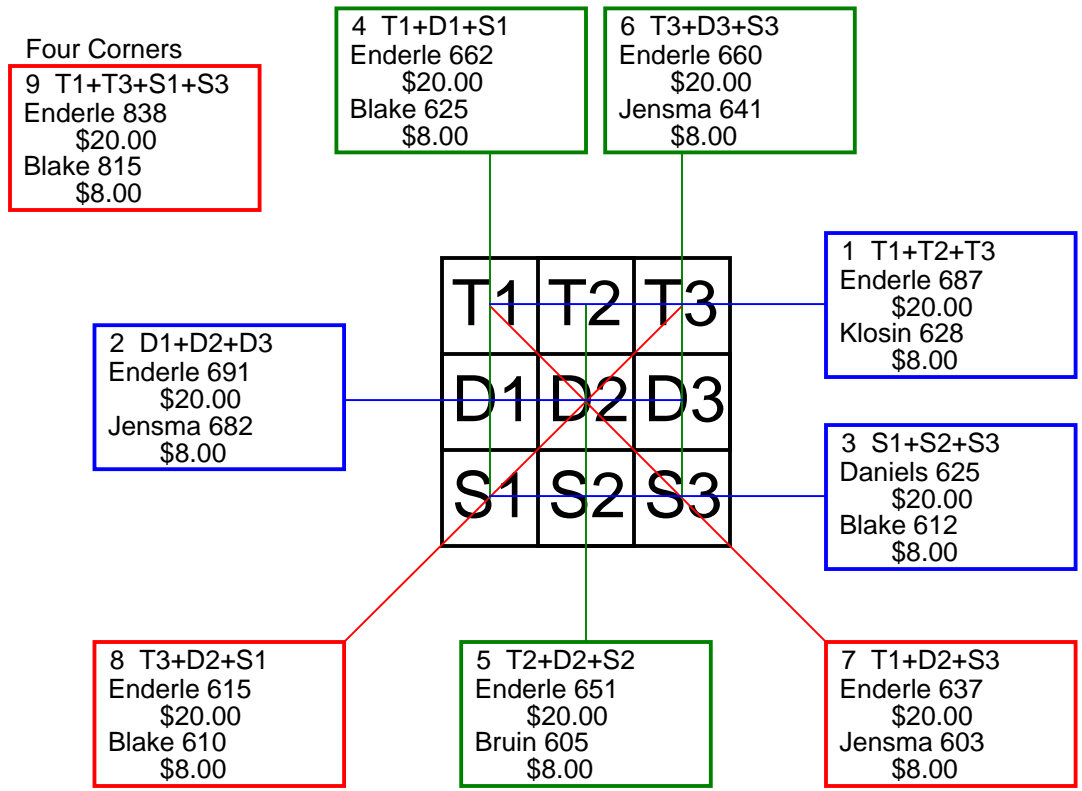 4 T1+D1+S1
Enderle 662
$20.00
Blake 625
$8.00
6 T3+D3+S3
Enderle 660
$20.00
Jensma 641
$8.00
Four Corners
9 T1+T3+S1+S3
Enderle 838
$20.00
Blake 815
$8.00
1 T1+T2+T3
Enderle 687
$20.00
Klosin 628
$8.00
T1 T2 T3
2 D1+D2+D3
Enderle 691
$20.00
Jensma 682
$8.00
D1 D2 D3
3 S1+S2+S3
Daniels 625
$20.00
Blake 612
$8.00
S1 S2 S3
8 T3+D2+S1
Enderle 615
$20.00
Blake 610
$8.00
5 T2+D2+S2
Enderle 651
$20.00
Bruin 605
$8.00
7 T1+D2+S3
Enderle 637
$20.00
Jensma 603
$8.00